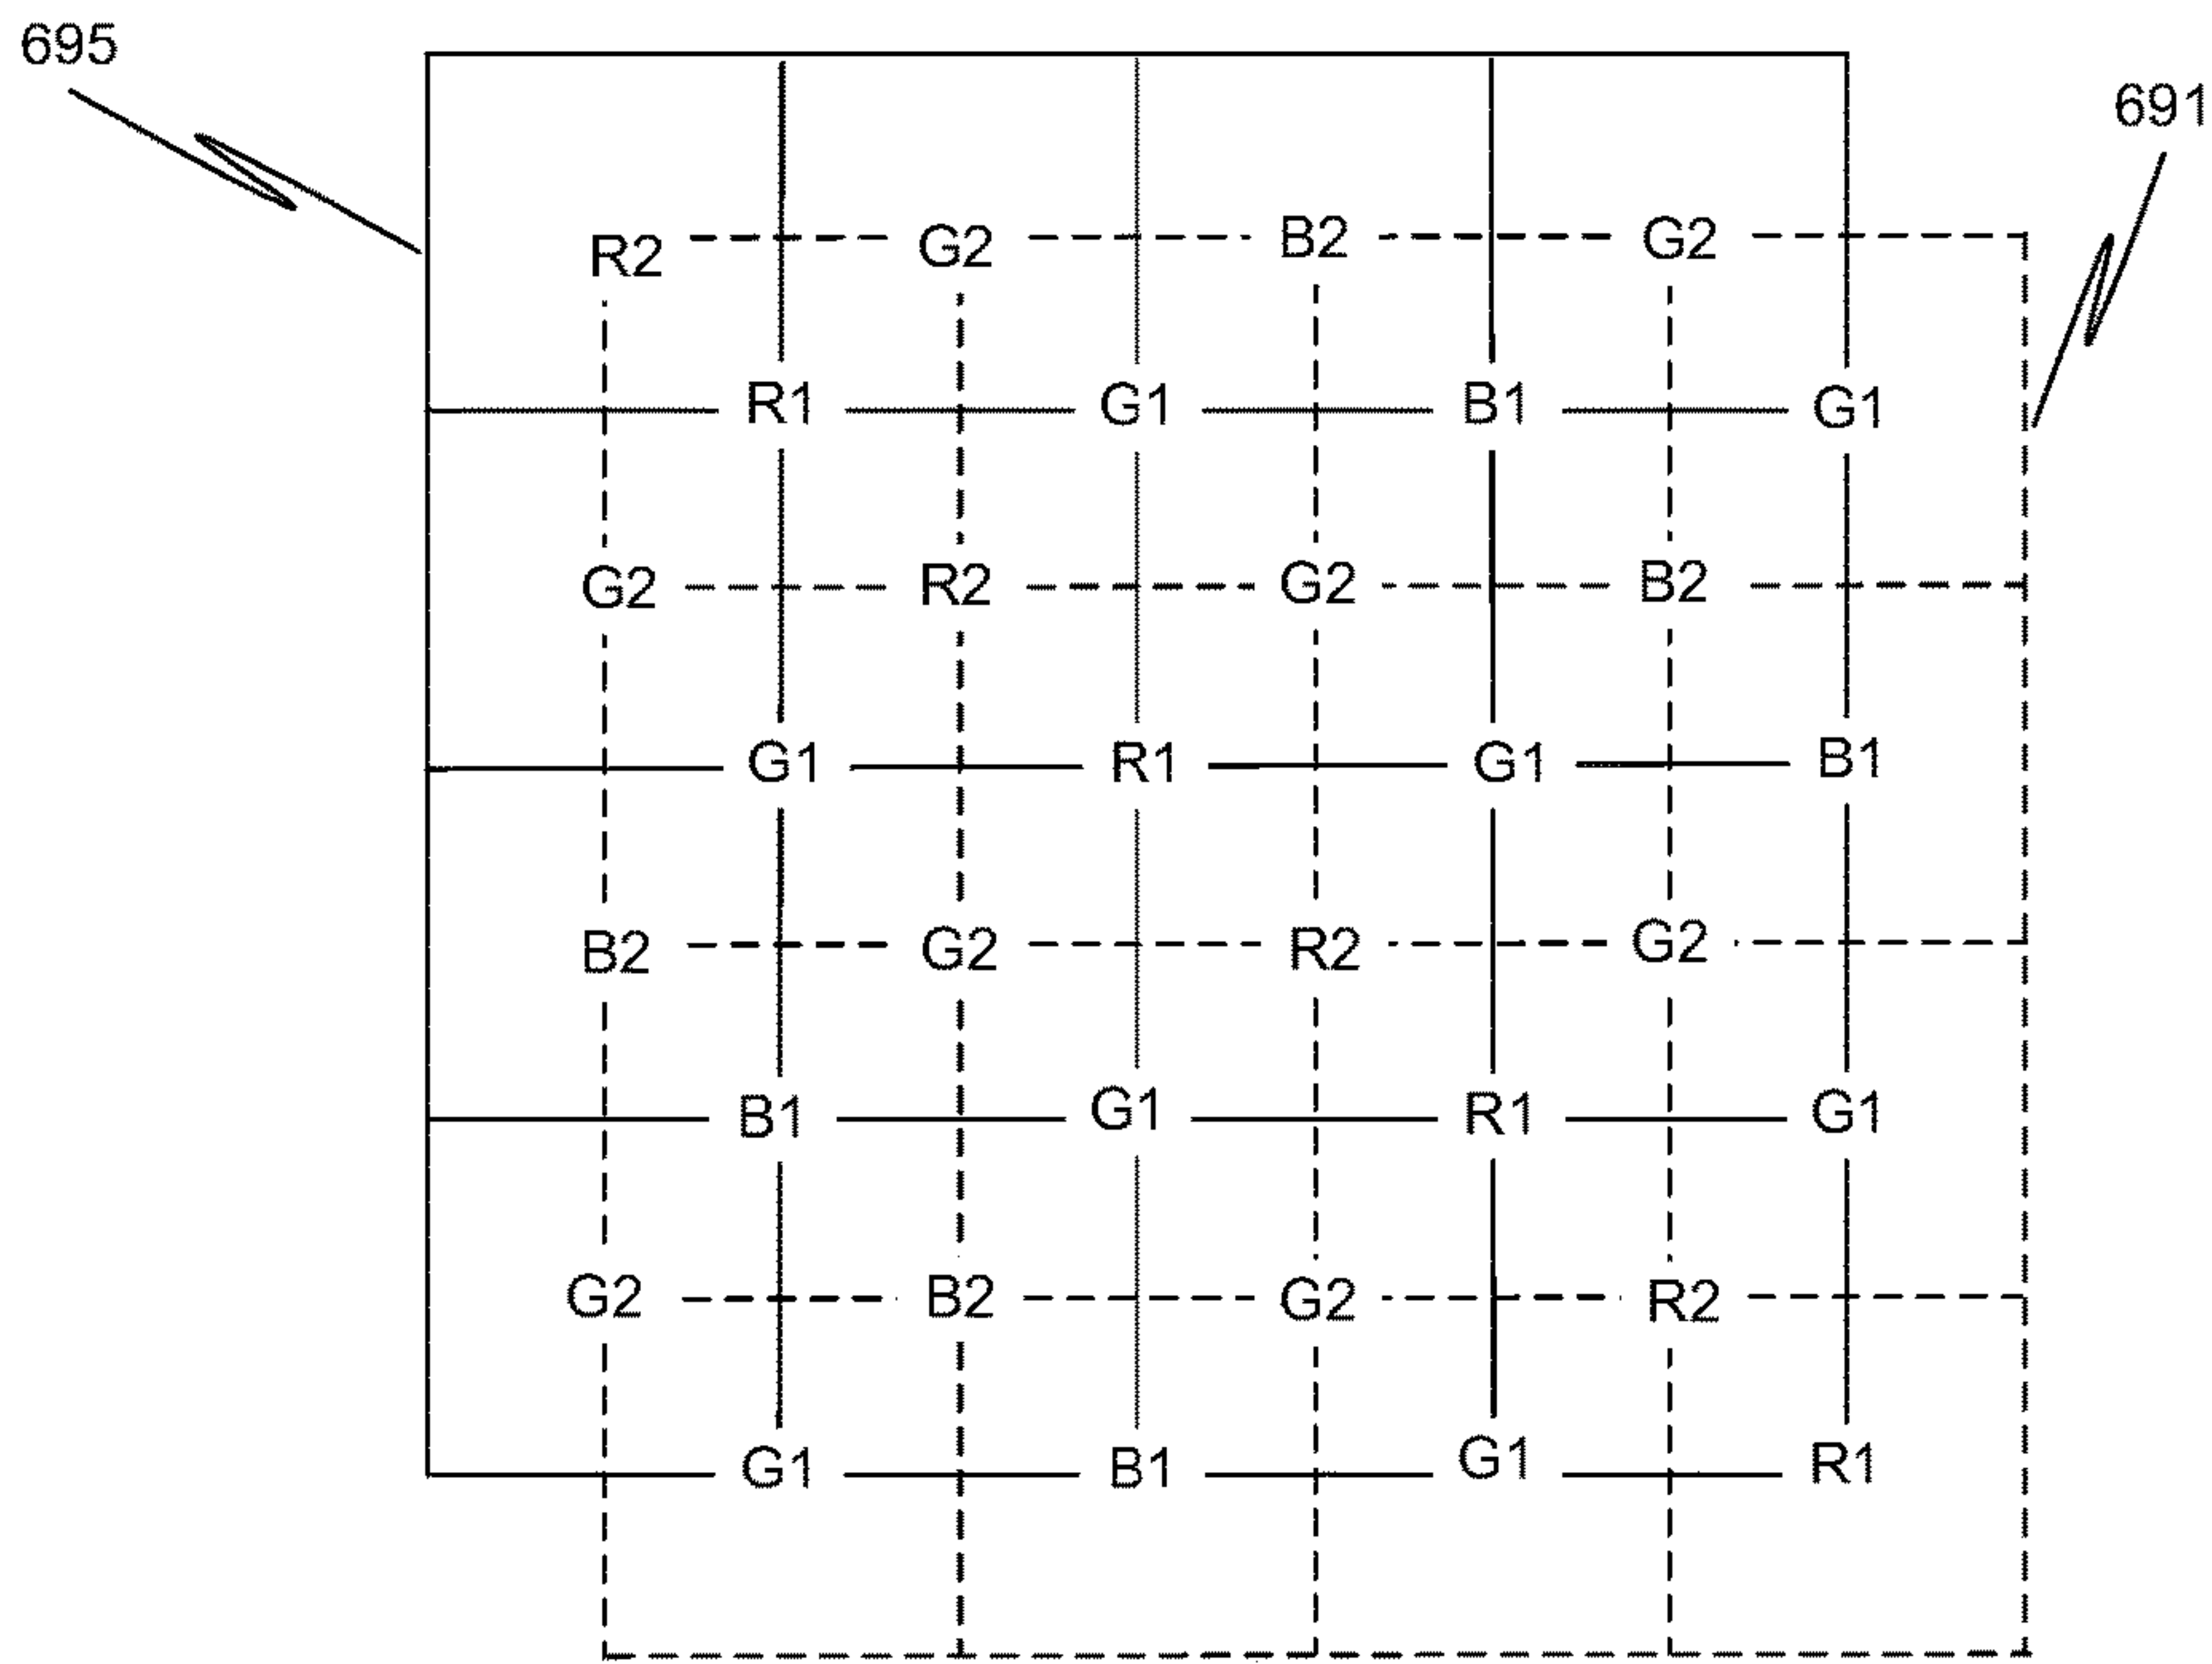 695
691
R2 G2 B2 G2
R1 G1 B1 G1
G2 R2 G2 B2
G1 R1 G1 B1
B2 G2 R2 G2
B1 G1 R1 G1
G2 B2 G2 R2
G1 B1 G1 R1